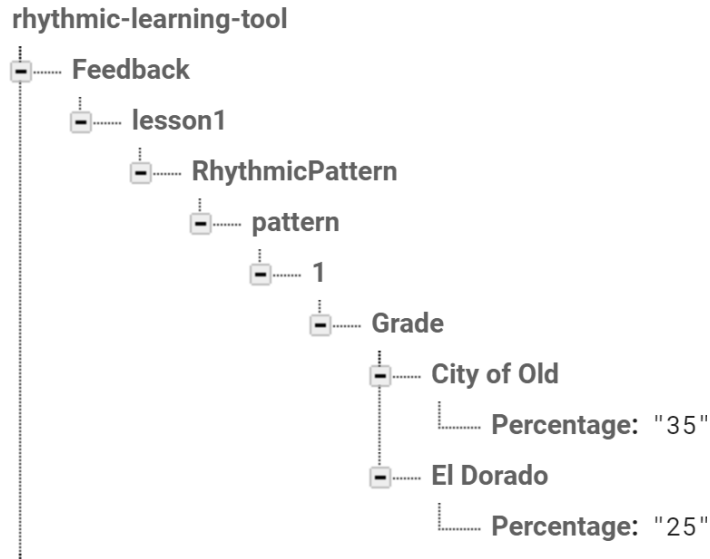 rhythmic-learning-tool
Feedback
lesson1
RhythmicPattern
pattern
1
Grade
City of Old
Percentage: "35"
El Dorado
Percentage: "25"